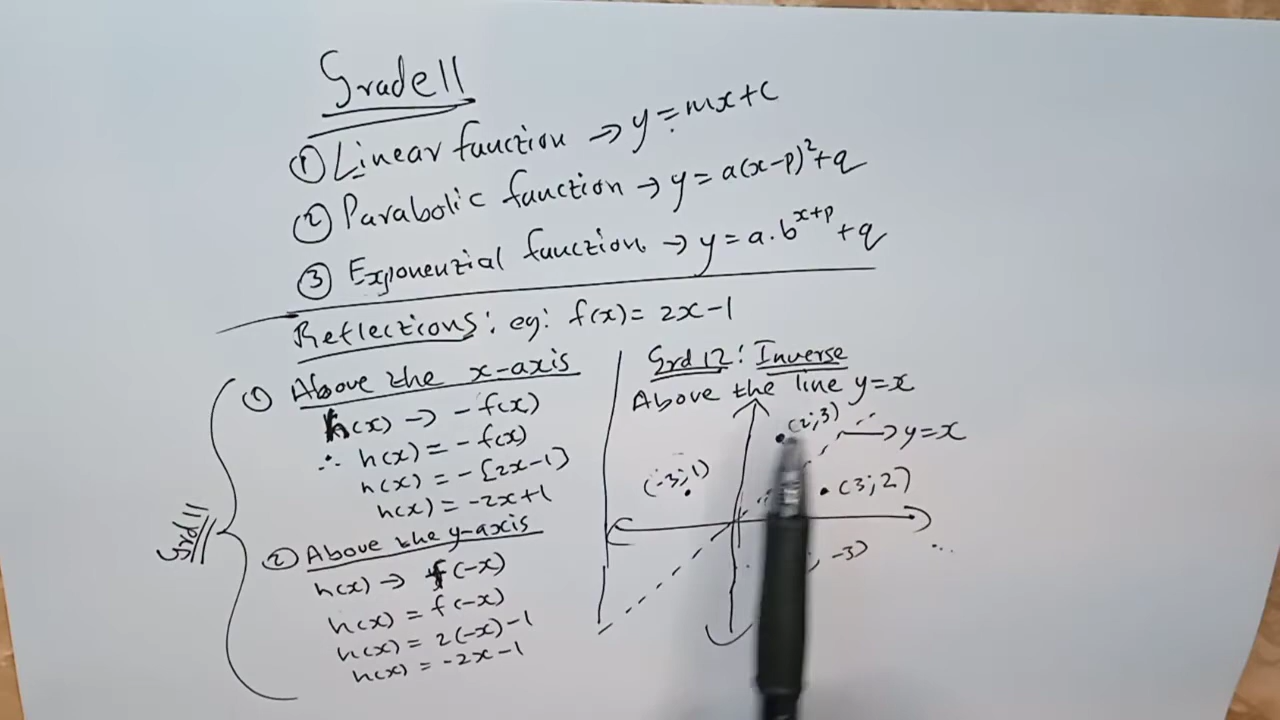 Grade 11
① Linear function → y = mx+c
② Parabolic function → y = a(x-p)²+q
③ Exponential function → y = a.b^{x+p} + q
Reflections: eg: f(x) = 2x-1
① Above the x-axis
h(x) → -f(x)
∴ h(x) = -f(x)
h(x) = -[2x-1]
h(x) = -2x+1
② Above the y-axis
h(x) → f(-x)
h(x) = f(-x)
h(x) = 2(-x)-1
h(x) = -2x-1
Grd 11
Grd 12: Inverse
Above the line y=x
(2;3)
→ y=x
(-3;1)
(3;2)
; -3)